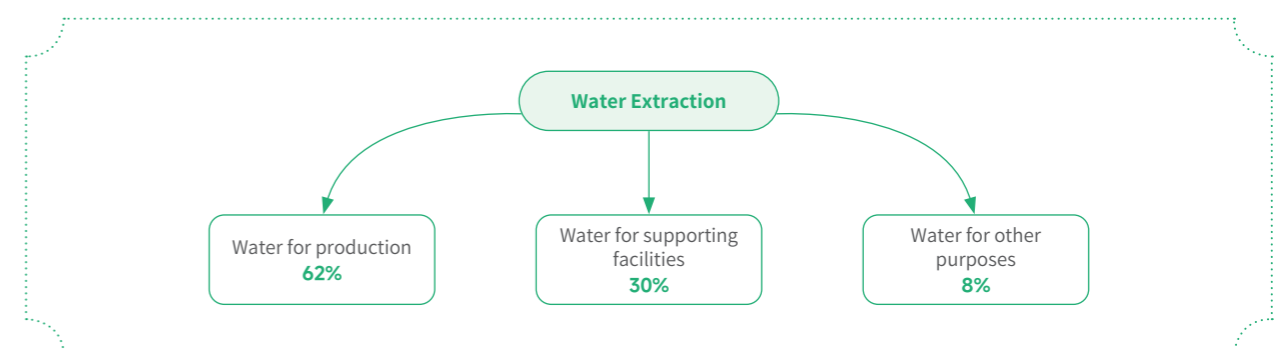 Water Extraction
Water for production
62%
Water for supporting
facilities
30%
Water for other
purposes
8%